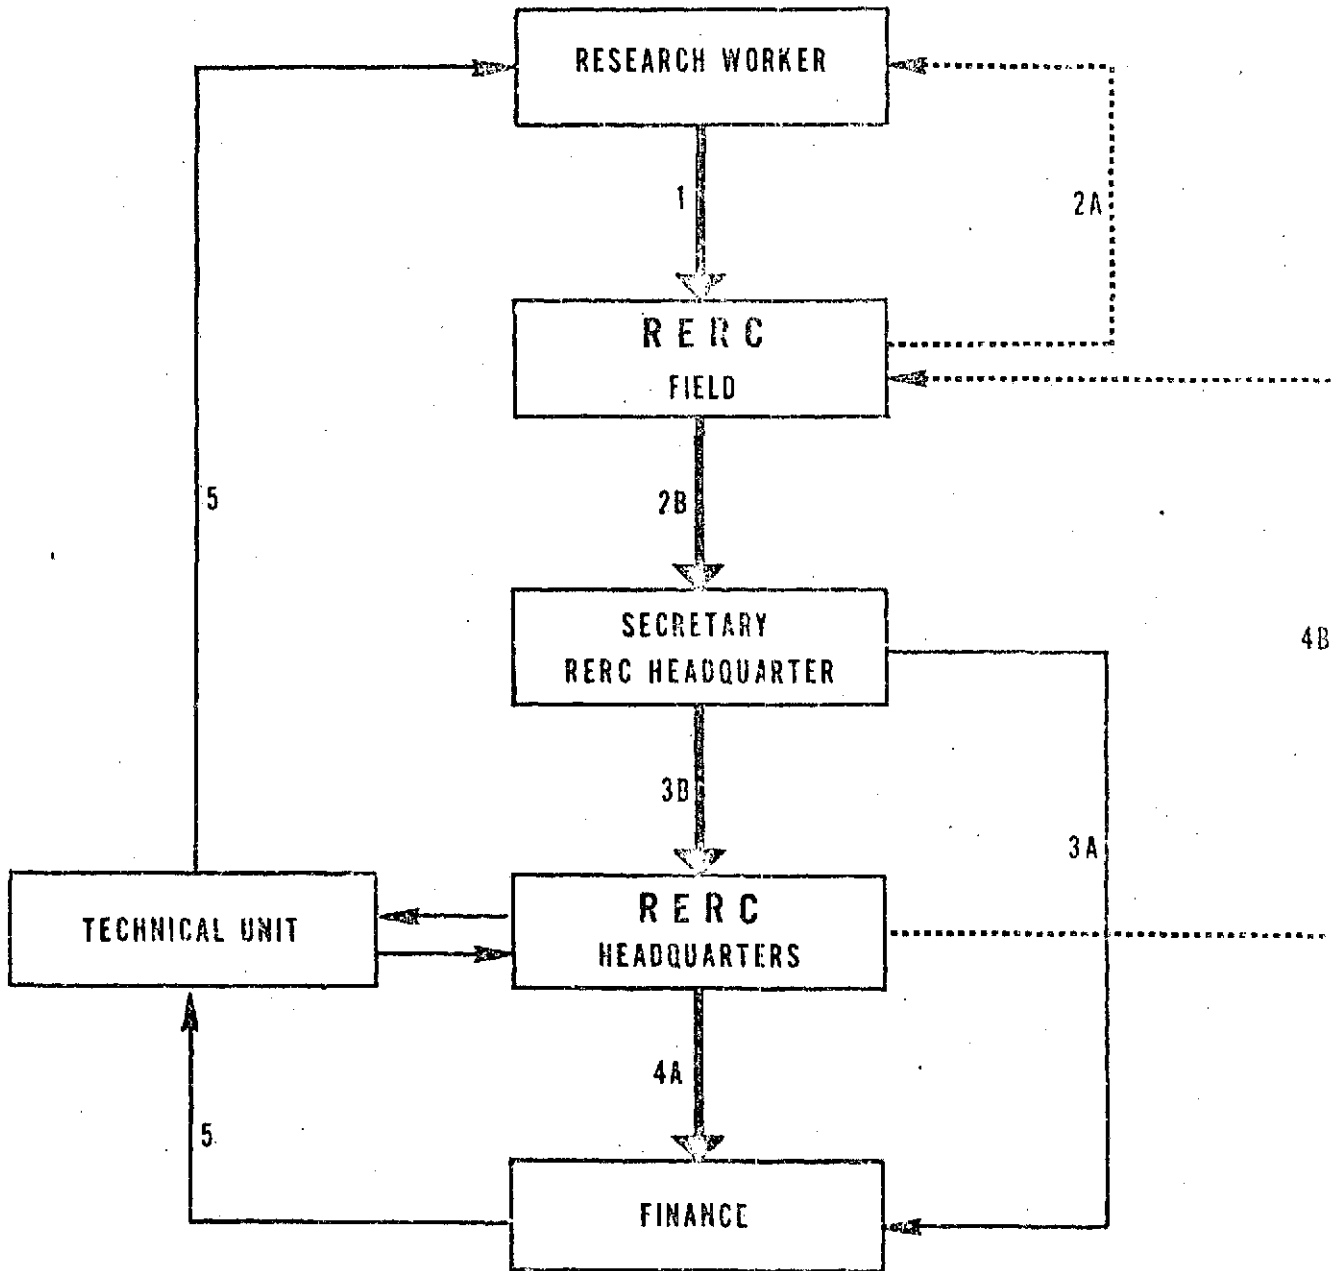 RESEARCH WORKER
1
2A
RERC
FIELD
2B
5
SECRETARY
RERC HEADQUARTER
4B
3B
3A
TECHNICAL UNIT
RERC
HEADQUARTERS
4A
5
FINANCE